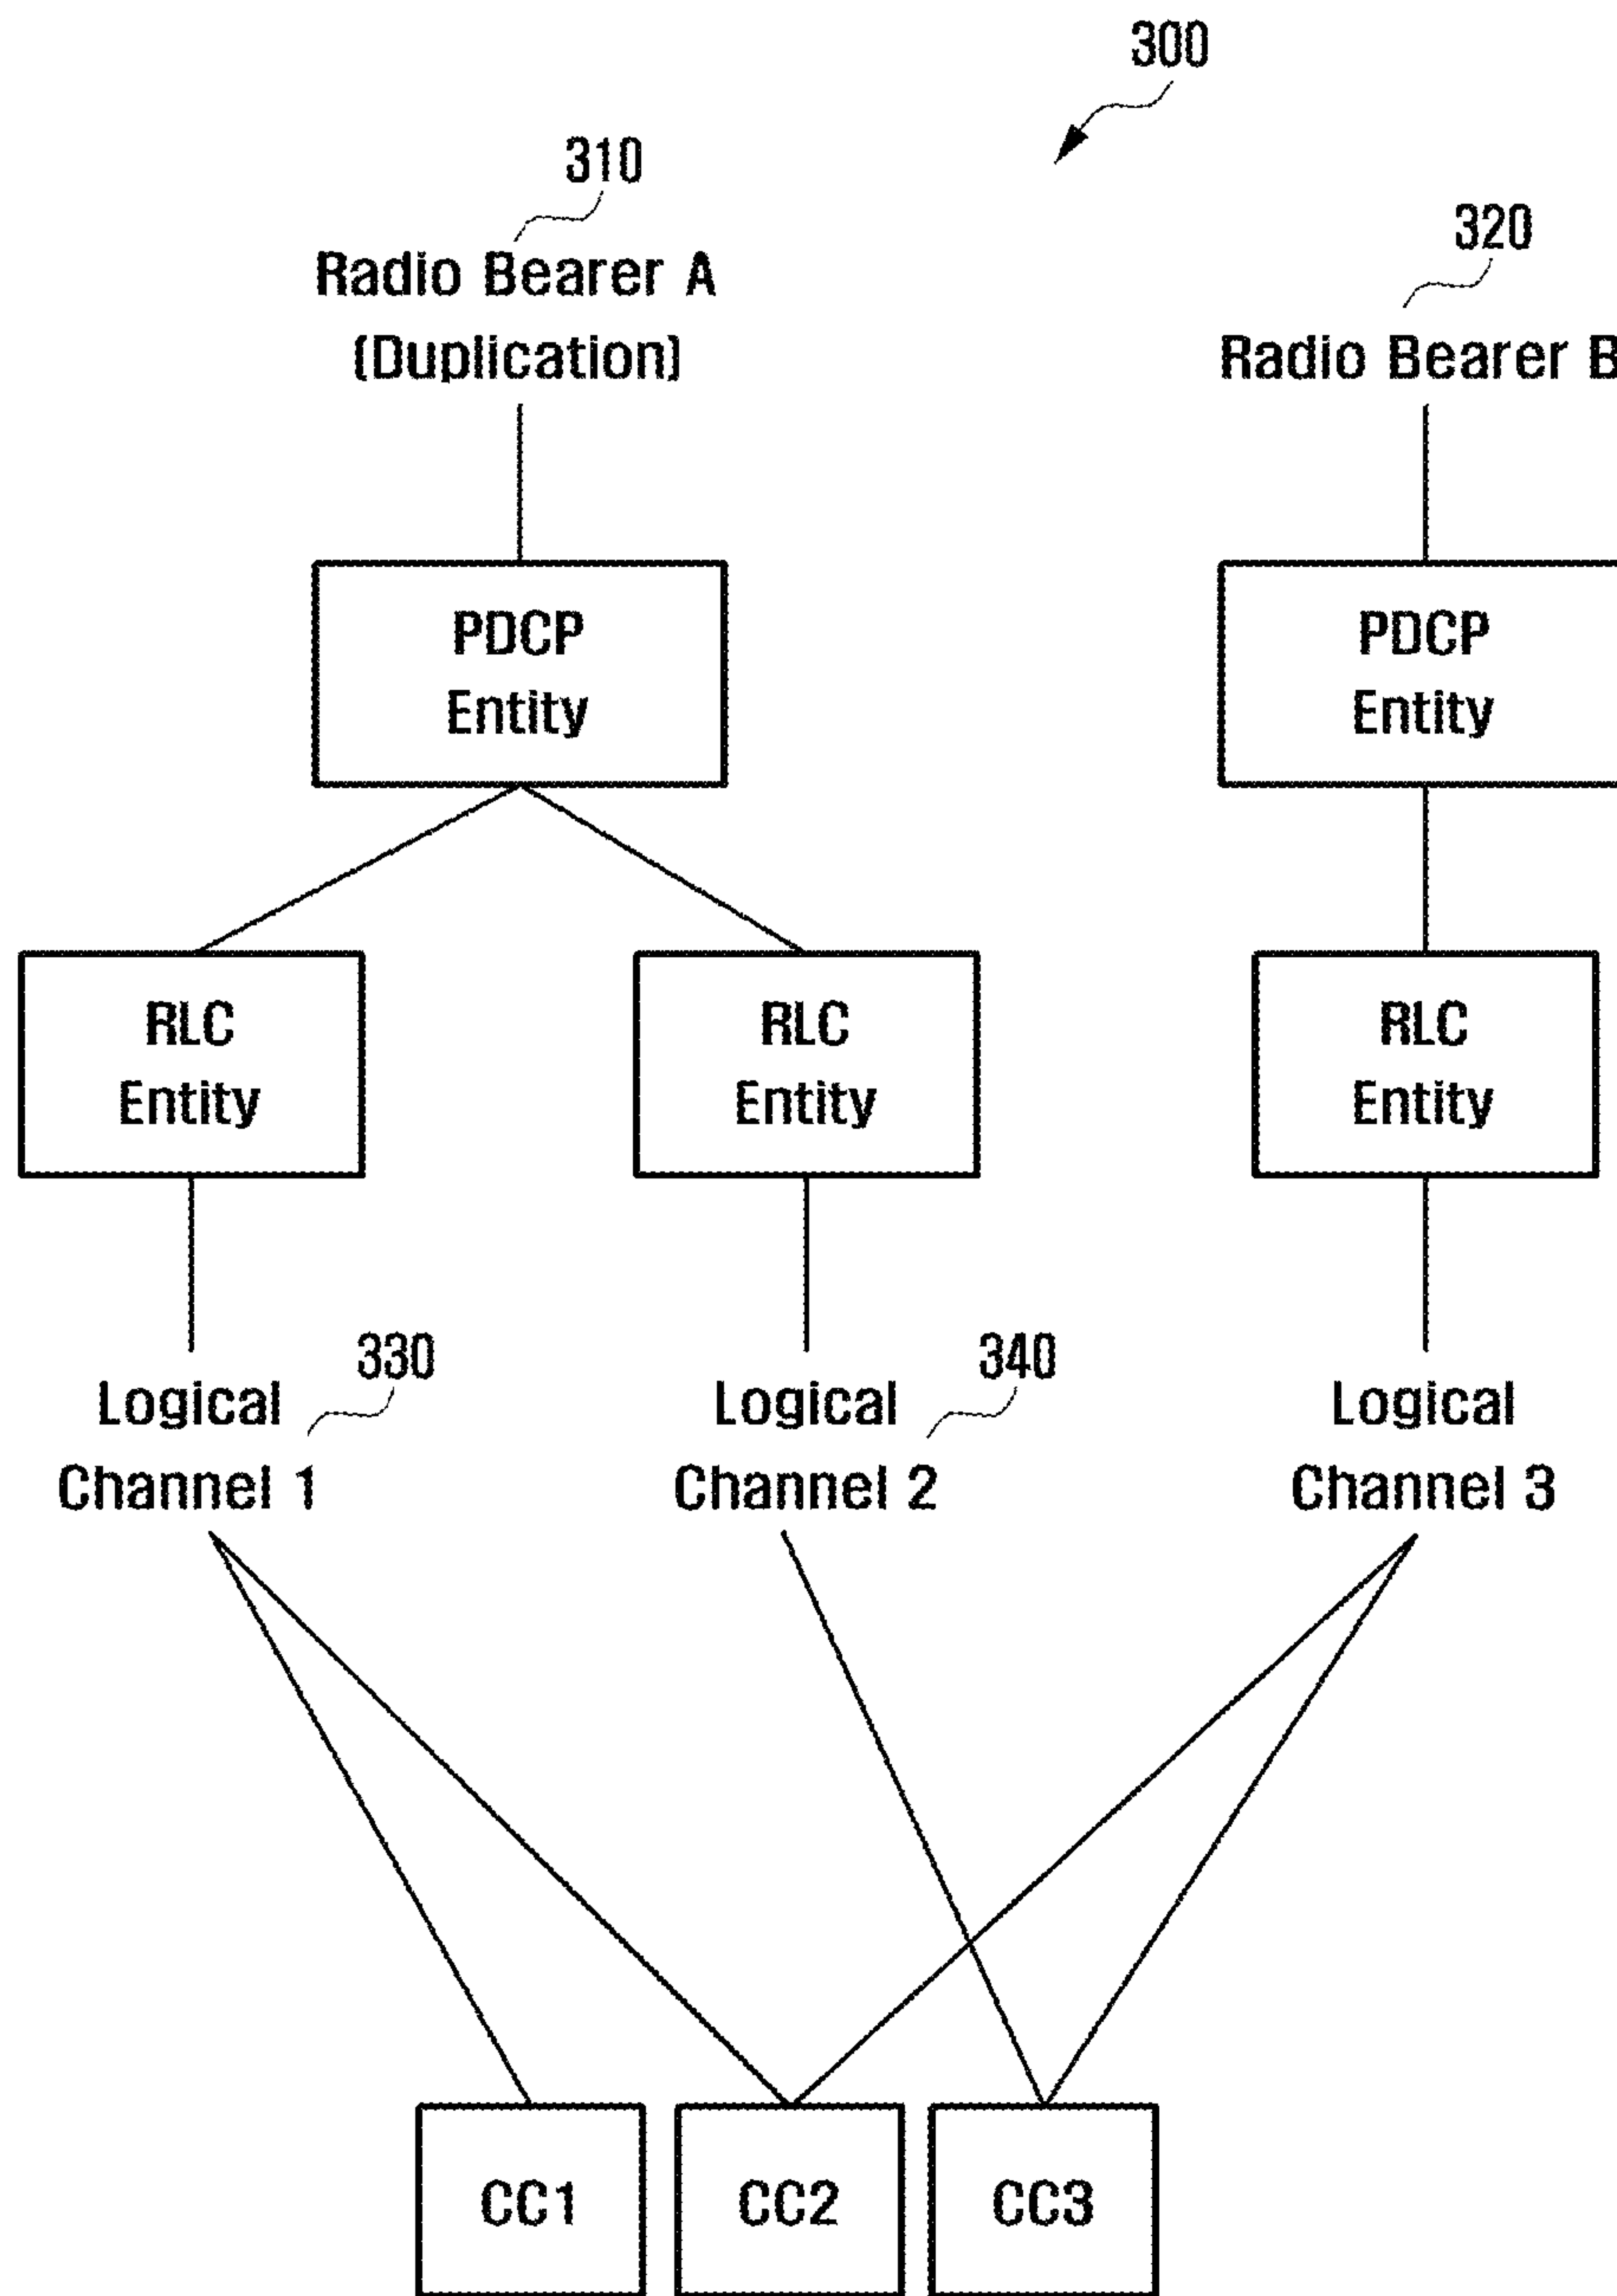 300
310
Radio Bearer A
(Duplication)
320
Radio Bearer B
PDCP
Entity
PDCP
Entity
RLC
Entity
RLC
Entity
RLC
Entity
330
Logical
Channel 1
340
Logical
Channel 2
Logical
Channel 3
CC1
CC2
CC3